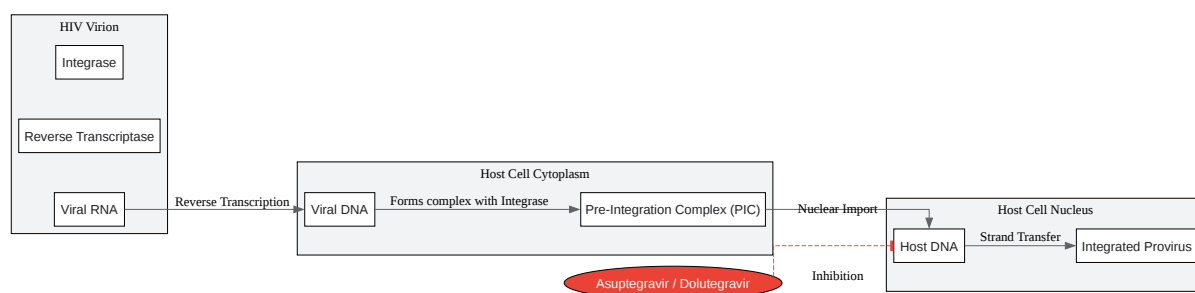 HIV Virion
Integrase
Reverse Transcriptase
Viral RNA
Reverse Transcription
Host Cell Cytoplasm
Viral DNA
Forms complex with Integrase
Pre-Integration Complex (PIC)
Nuclear Import
Host Cell Nucleus
Host DNA
Strand Transfer
Integrated Provirus
Asuptegravir / Dolutegravir
Inhibition